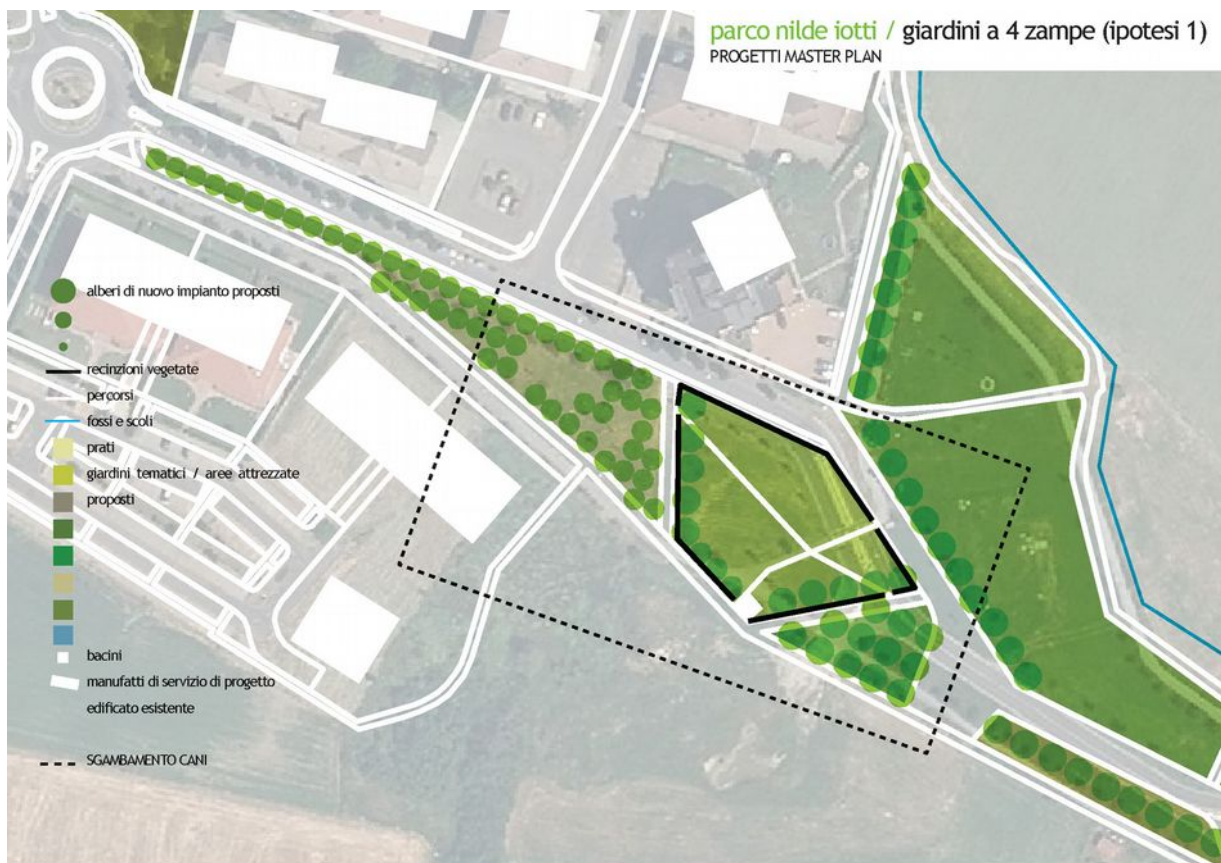 parco nilde iotti / giardini a 4 zampe (ipotesi 1)
PROGETTI MASTER PLAN
alberi di nuovo impianto proposti
recinzioni vegetate
percorsi
fossi e scoli
prati
giardini tematici / aree attrezzate
proposti
bacini
manufatti di servizio di progetto
edificato esistente
SGAMBAMENTO CANI